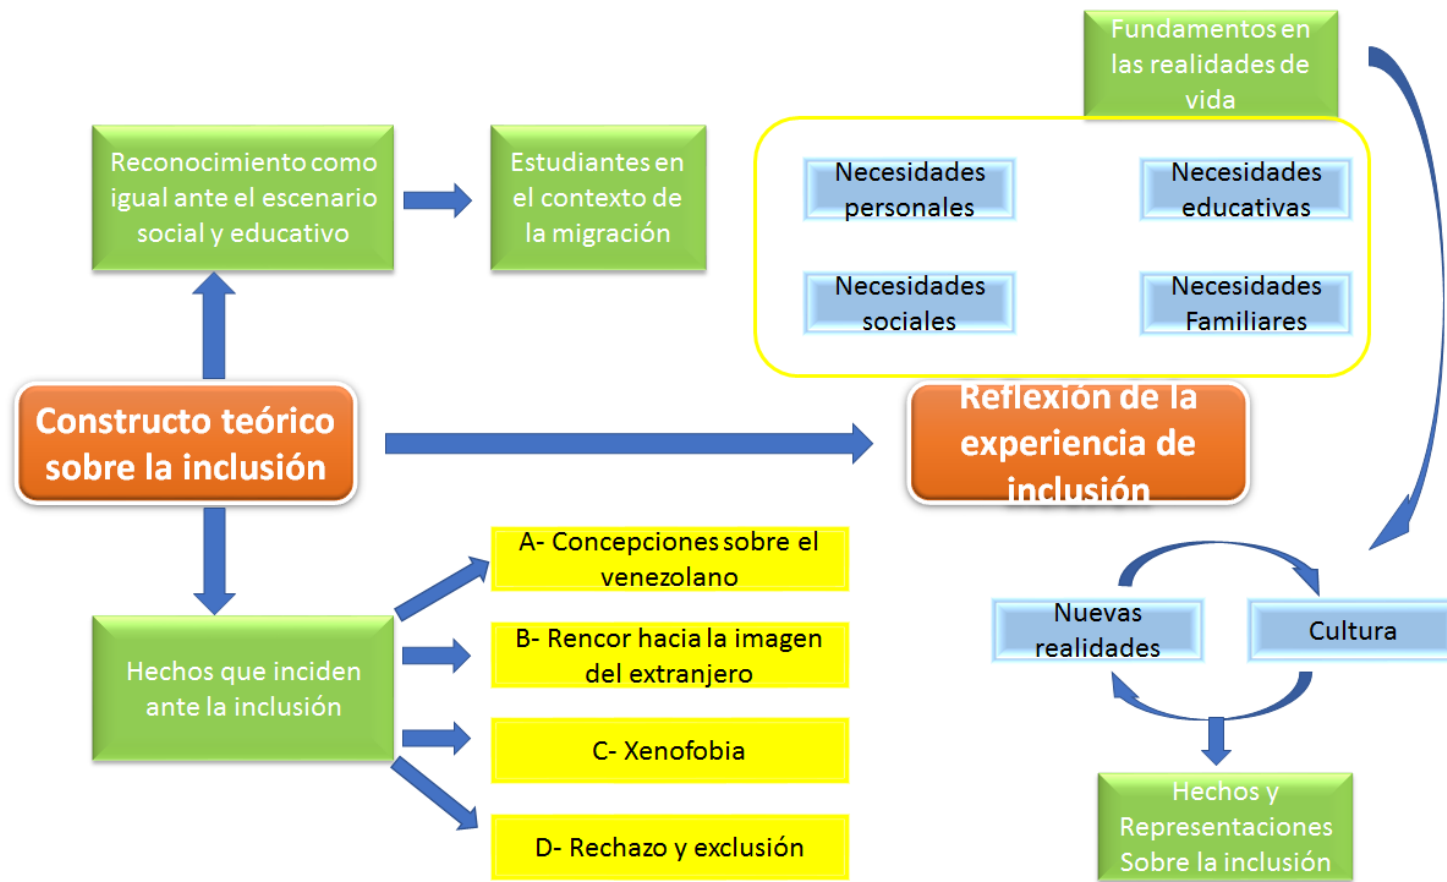 Fundamentos en
las realidades de
vida
Reconocimiento como
igual ante el escenario
social y educativo
Estudiantes en
el contexto de
la migración
Necesidades
personales
Necesidades
educativas
Necesidades
sociales
Necesidades
Familiares
Constructo teórico
sobre la inclusión
Reflexión de la
experiencia de
inclusión
A- Concepciones sobre el
venezolano
B- Rencor hacia la imagen
del extranjero
C- Xenofobia
D- Rechazo y exclusión
Hechos que inciden
ante la inclusión
Nuevas
realidades
Cultura
Hechos y
Representaciones
Sobre la inclusión